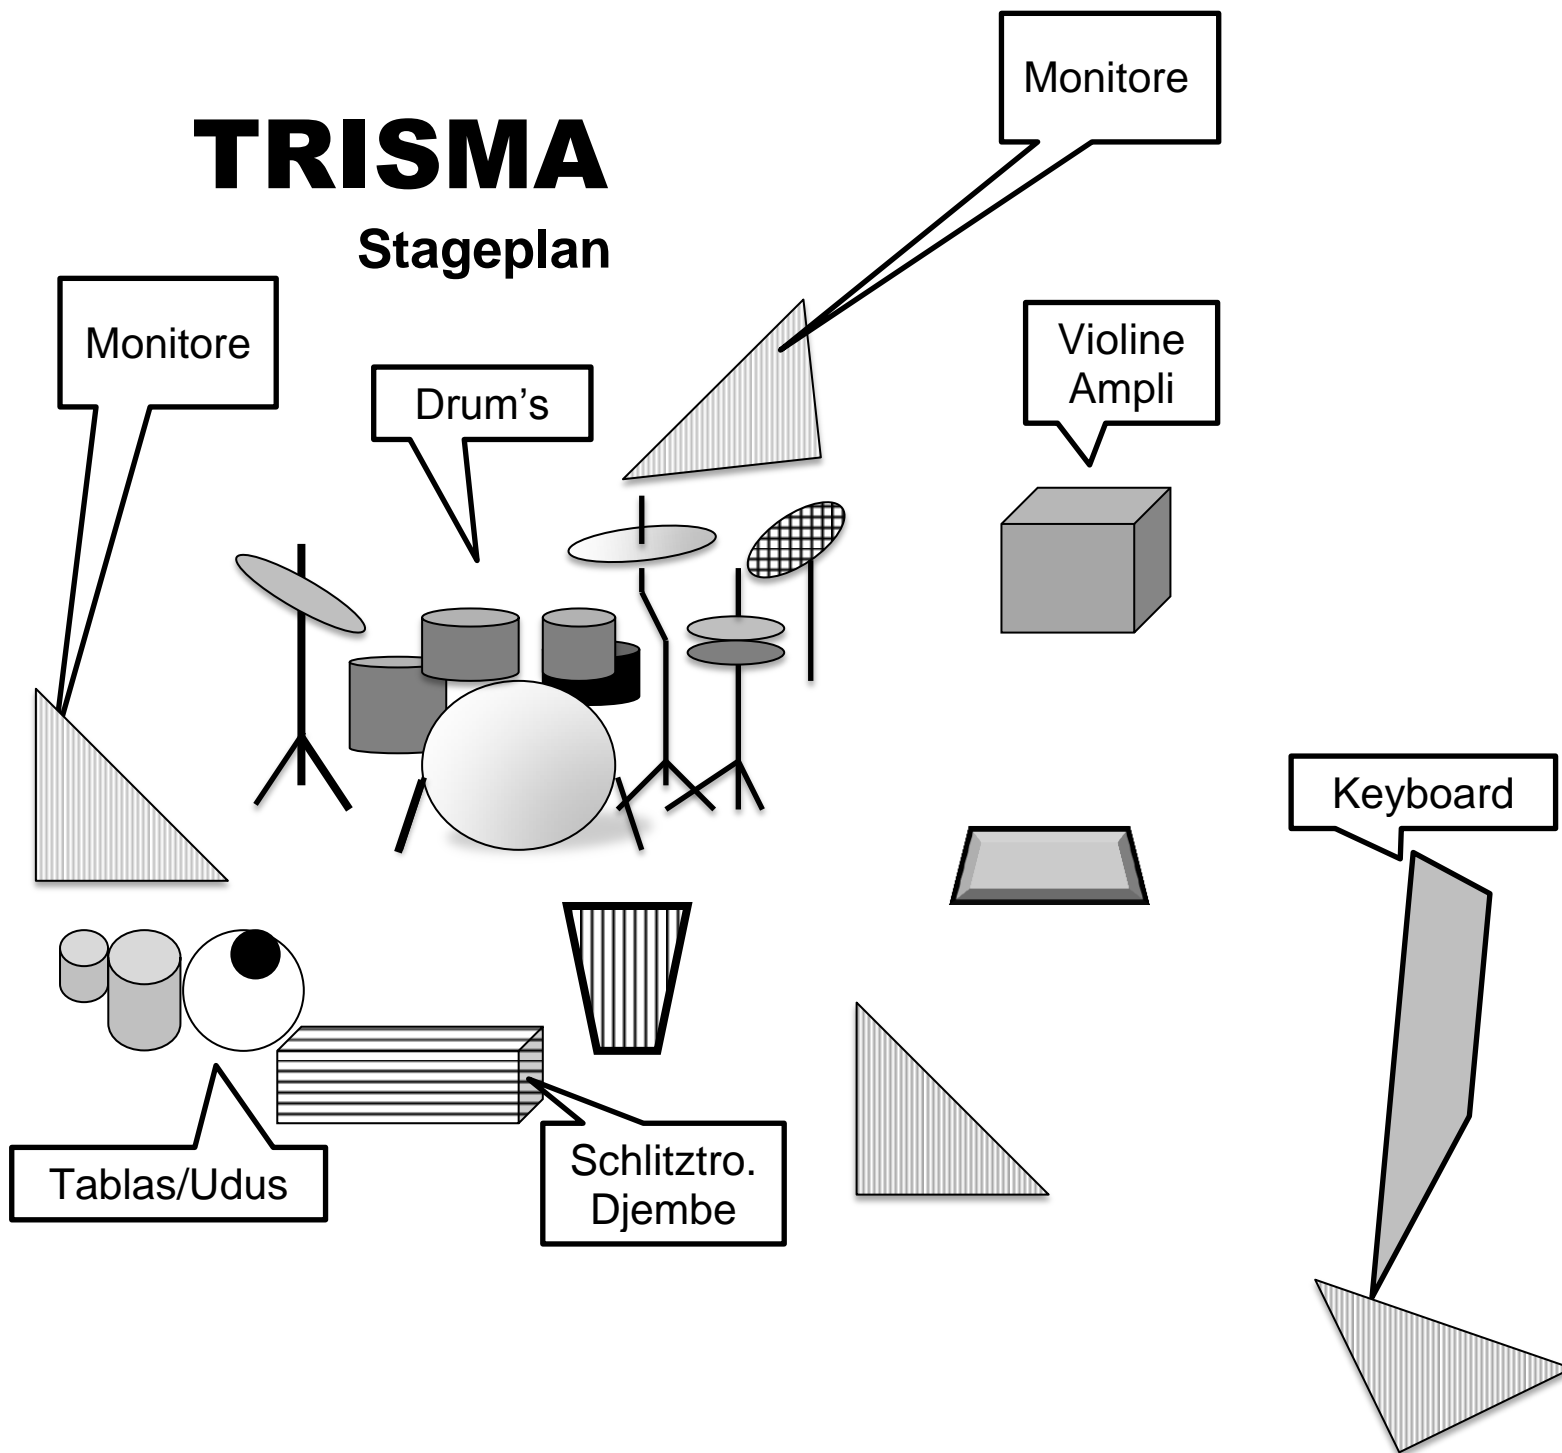 Monitore
TRISMA
Stageplan
Monitore
Violine
Ampli
Drum’s
Keyboard
Schlitztro.
Djembe
Tablas/Udus